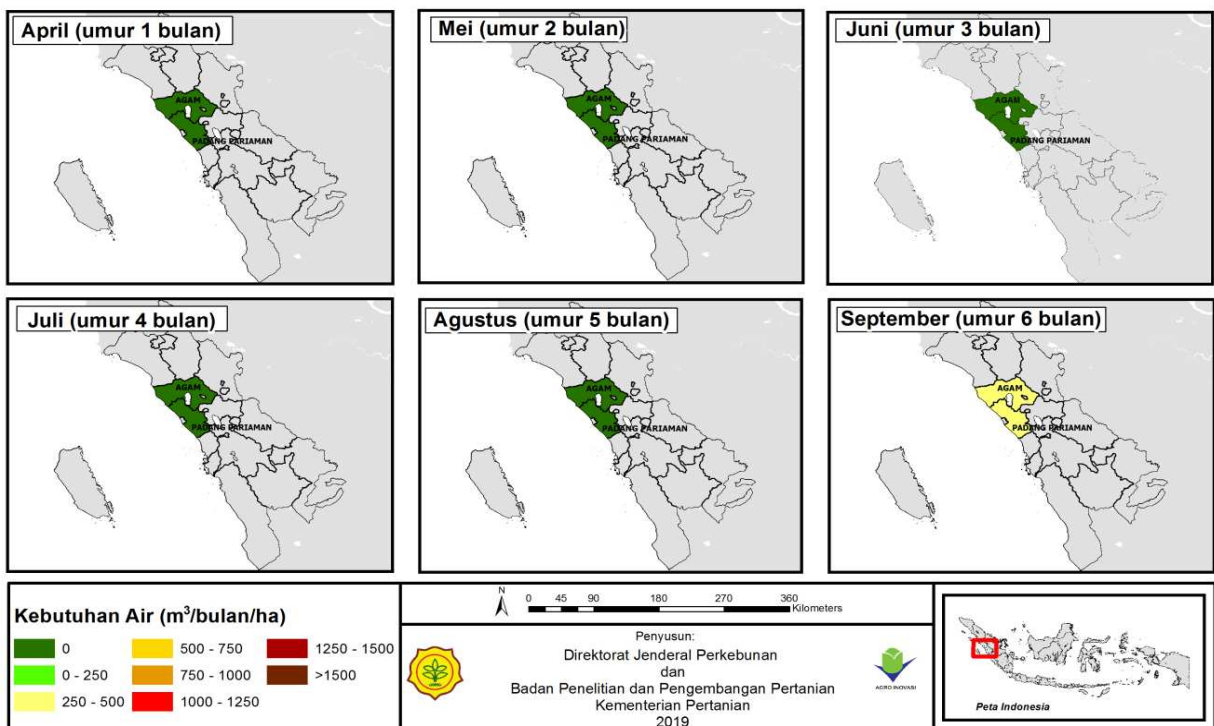 April (umur 1 bulan)
AGAM
PADANG PARIAMAN
Mei (umur 2 bulan)
AGAM
PADANG PARIAMAN
Juni (umur 3 bulan)
AGAM
PADANG PARIAMAN
Juli (umur 4 bulan)
AGAM
PADANG PARIAMAN
Agustus (umur 5 bulan)
AGAM
PADANG PARIAMAN
September (umur 6 bulan)
AGAM
PADANG PARIAMAN
Kebutuhan Air (m³/bulan/ha)
0
0 - 250
250 - 500
500 - 750
750 - 1000
1000 - 1250
1250 - 1500
>1500
N
0 45 90 180 270 360
Kilometers
Penyusun:
Direktorat Jenderal Perkebunan
dan
Badan Penelitian dan Pengembangan Pertanian
Kementerian Pertanian
2019
AGRO INOVASI
Peta Indonesia